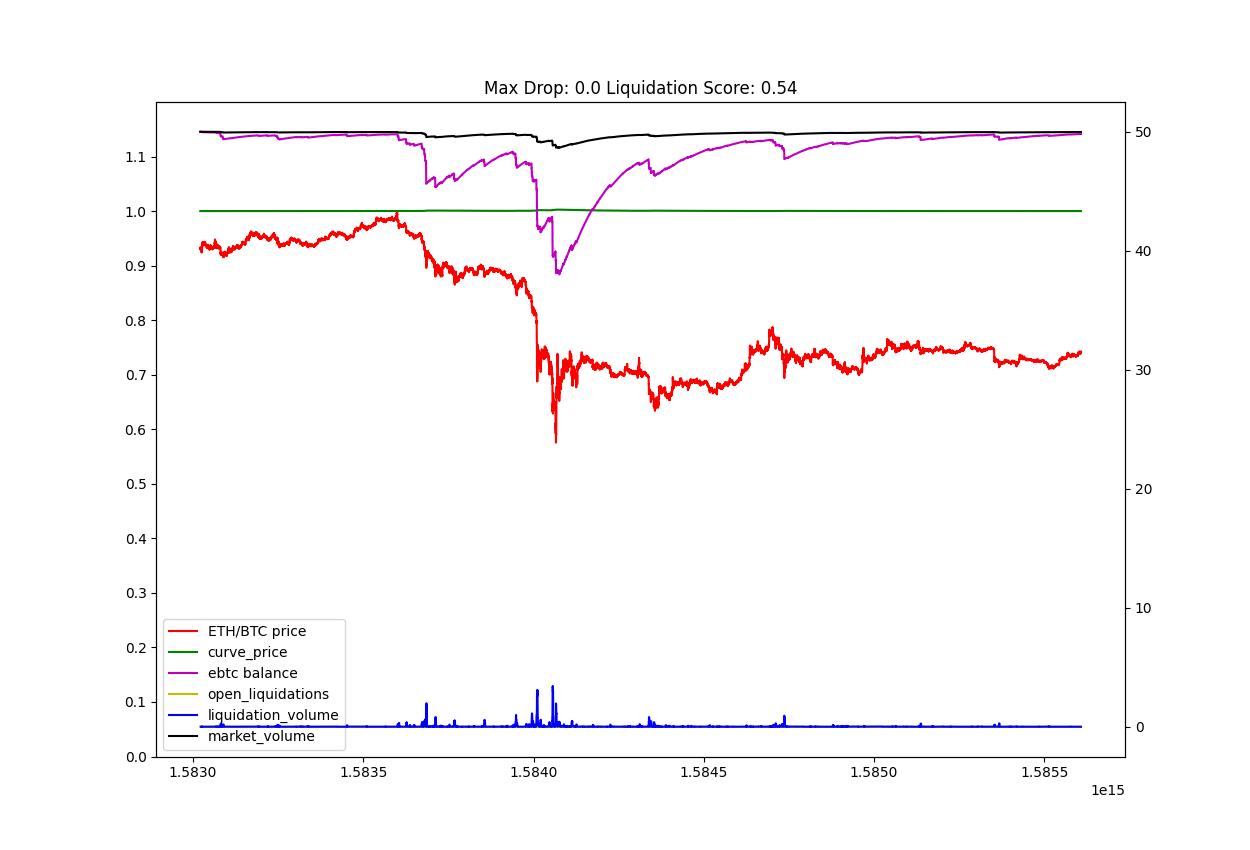 Max Drop: 0.0 Liquidation Score: 0.54
1.1
1.0
0.9
0.8
0.7
0.6
0.5
0.4
0.3
0.2
0.1
0.0
50
40
30
20
10
0
ETH/BTC price
curve_price
ebtc balance
open_liquidations
liquidation_volume
market_volume
1.5830 1.5835 1.5840 1.5845 1.5850 1.5855
1e15